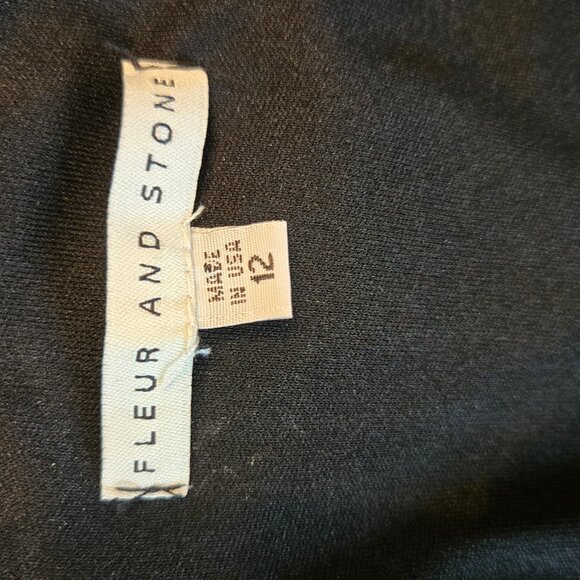 FLEUR AND STONE
MADE
IN USA
12